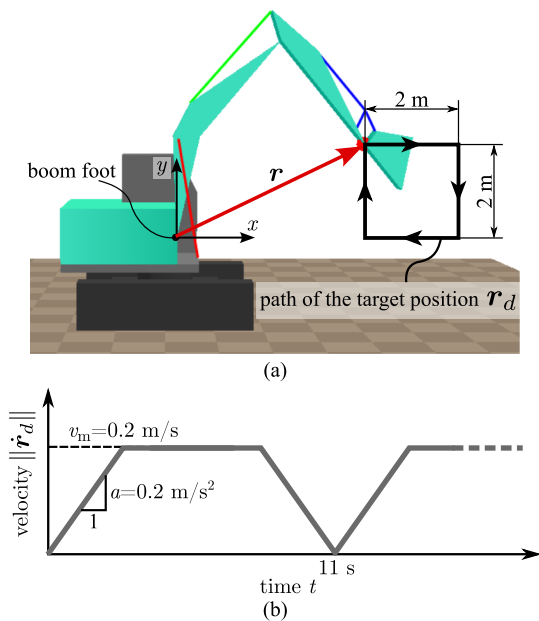 2 m
boom foot
y
r
2 m
x
path of the target position r_d
(a)
v_m=0.2 m/s
velocity ||ṙ_d||
a=0.2 m/s²
1
11 s
time t
(b)